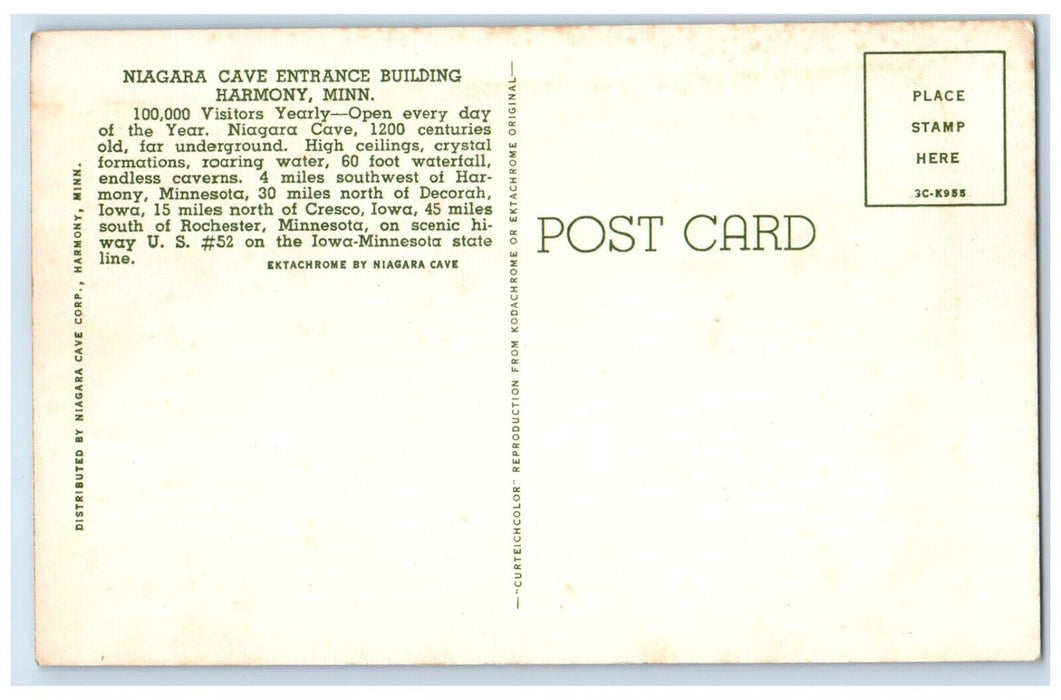 NIAGARA CAVE ENTRANCE BUILDING
HARMONY, MINN.
100,000 Visitors Yearly—Open every day
of the Year. Niagara Cave, 1200 centuries
old, far underground. High ceilings, crystal
formations, roaring water, 60 foot waterfall,
endless caverns. 4 miles southwest of Har-
mony, Minnesota, 30 miles north of Decorah,
Iowa, 15 miles north of Cresco, Iowa, 45 miles
south of Rochester, Minnesota, on scenic hi-
way U. S. #52 on the Iowa-Minnesota state
line.
EKTACHROME BY NIAGARA CAVE
DISTRIBUTED BY NIAGARA CAVE CORP., HARMONY, MINN.
—"CURTEICHCOLOR" REPRODUCTION FROM KODACHROME OR EKTACHROME ORIGINAL—
POST CARD
PLACE
STAMP
HERE
3C-K955